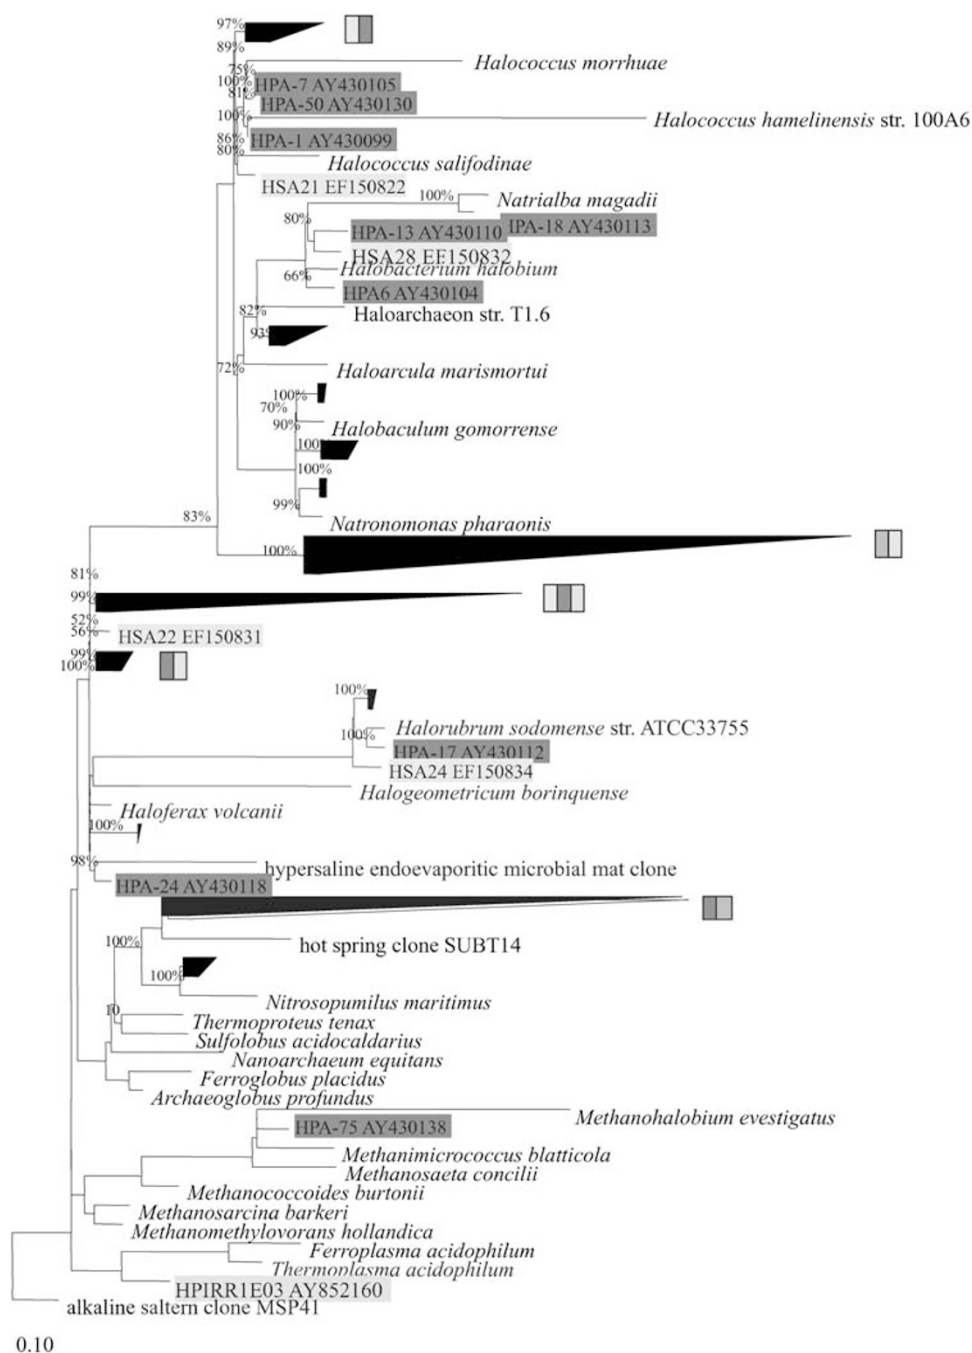 97%
89%
Halococcus morrhuae
75%
100%
HPA-7 AY430105
81%
HPA-50 AY430130
100%
Halococcus hamelinensis str. 100A6
86%
HPA-1 AY430099
80%
Halococcus salifodinae
HSA21 EF150822
100%
Natrialba magadii
80%
HPA-13 AY430110
IPA-18 AY430113
HSA28 EF150832
66%
Halobacterium halobium
HPA6 AY430104
82%
Haloarchaeon str. T1.6
93
72%
Haloarcula marismortui
100%
70%
90%
Halobaculum gomorrense
100%
100%
99%
83%
Natronomonas pharaonis
100%
81%
99%
52%
56%
HSA22 EF150831
99%
100%
100%
Halorubrum sodomense str. ATCC33755
100%
HPA-17 AY430112
HSA24 EF150834
Halogeometricum borinquense
Haloferax volcanii
100%
98%
hypersaline endoevaporitic microbial mat clone
HPA-24 AY430118
100%
hot spring clone SUBT14
100%
Nitrosopumilus maritimus
10
Thermoproteus tenax
Sulfolobus acidocaldarius
Nanoarchaeum equitans
Ferroglobus placidus
Archaeoglobus profundus
Methanohalobium evestigatus
HPA-75 AY430138
Methanimicrococcus blatticola
Methanosaeta concilii
Methanococcoides burtonii
Methanosarcina barkeri
Methanomethylovorans hollandica
Ferroplasma acidophilum
Thermoplasma acidophilum
HPIRR1E03 AY852160
alkaline saltern clone MSP41
0.10